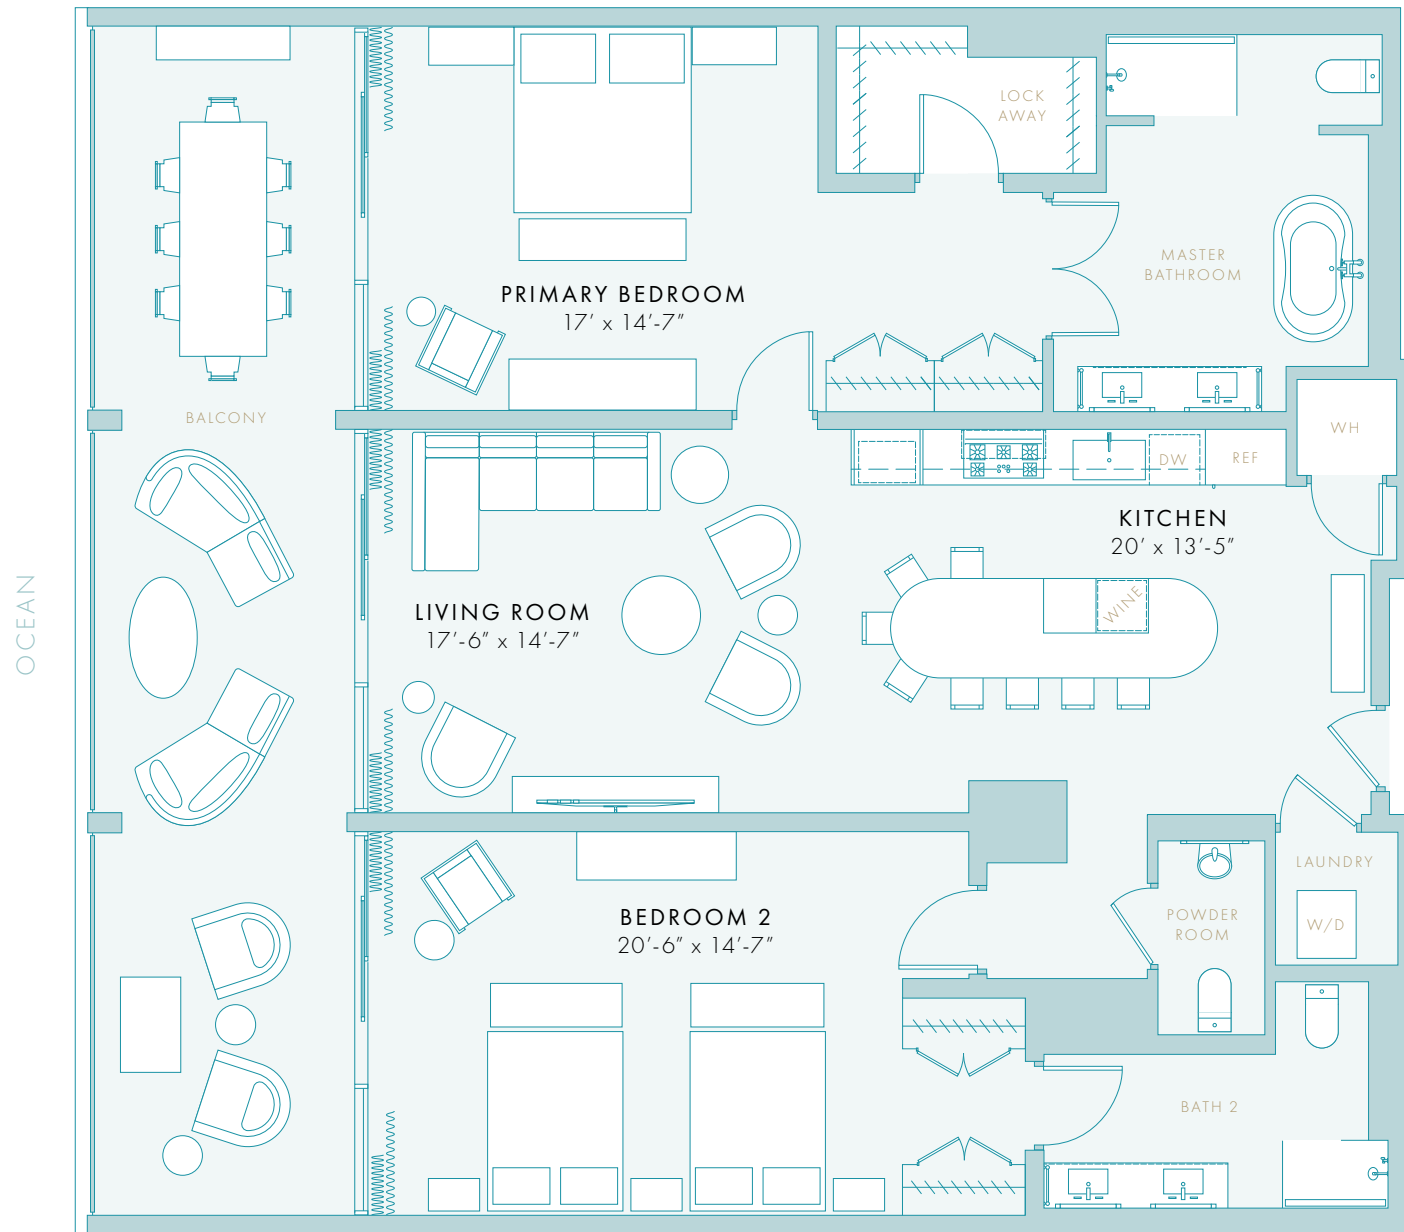 LOCK
AWAY
MASTER
BATHROOM
PRIMARY BEDROOM
17’ x 14’-7”
BALCONY
WH
DW
REF
KITCHEN
20’ x 13’-5”
OCEAN
WINE
LIVING ROOM
17’-6” x 14’-7”
LAUNDRY
BEDROOM 2
20’-6” x 14’-7”
POWDER
ROOM
W/D
BATH 2